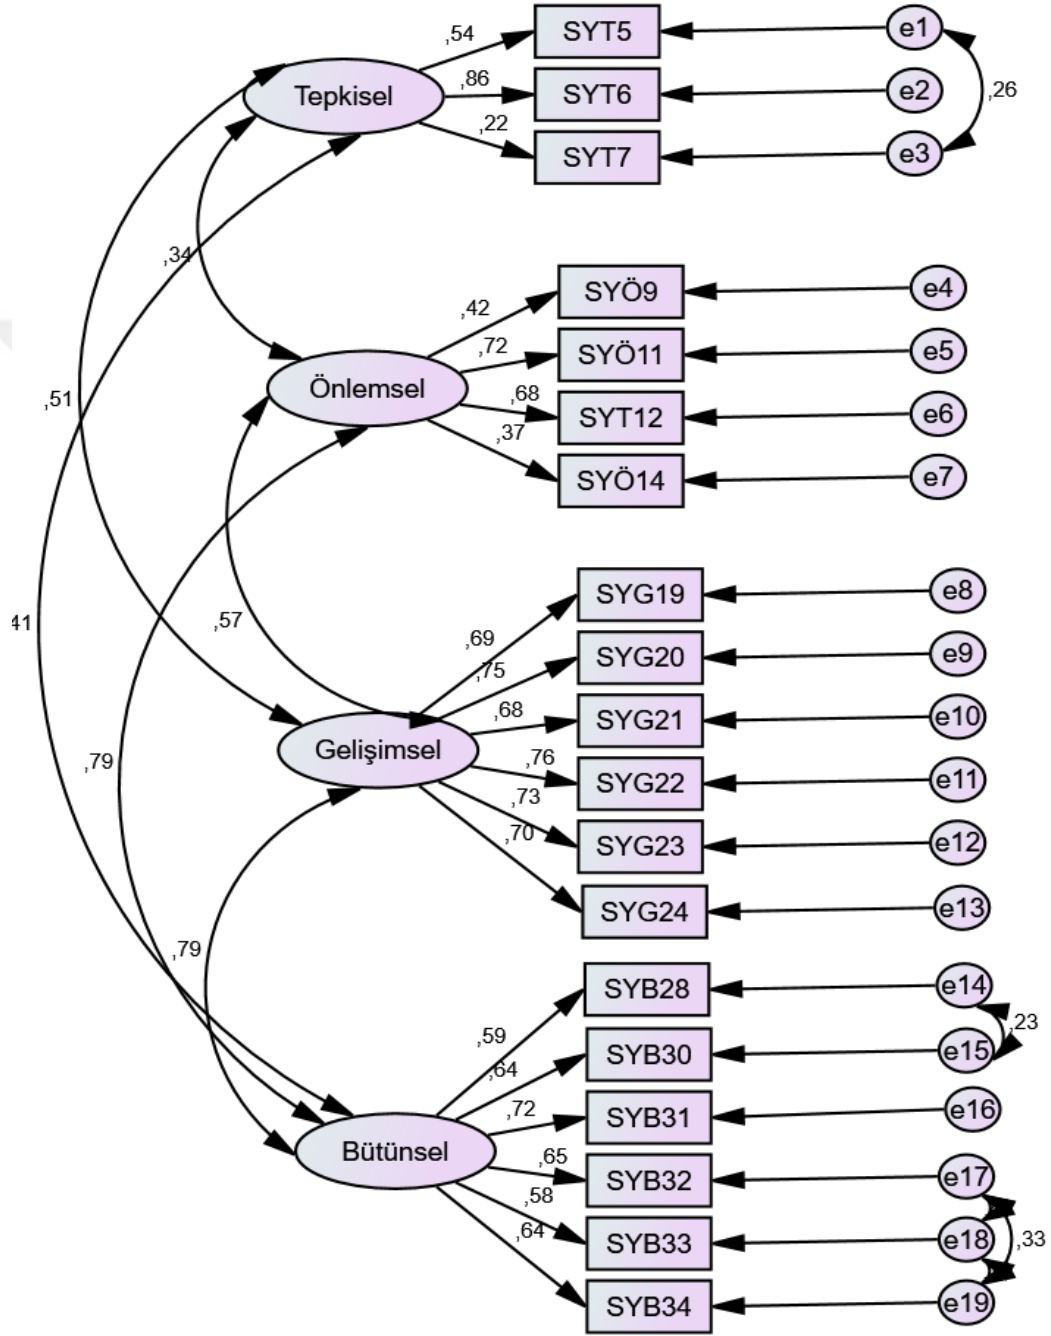 ,54
SYT5
e1
Tepkisel
,86
SYT6
e2
,26
,22
SYT7
e3
,34
,42
SYÖ9
e4
,72
SYÖ11
e5
Önlemsel
,68
SYT12
e6
,51
,37
SYÖ14
e7
,57
41
,69
SYG19
e8
,75
SYG20
e9
,68
SYG21
e10
Gelişimsel
,76
SYG22
e11
,79
,73
SYG23
e12
,70
SYG24
e13
,79
SYB28
e14
,23
,59
SYB30
e15
,64
,72
SYB31
e16
Bütünsel
,65
SYB32
e17
,58
SYB33
e18
,33
,64
SYB34
e19